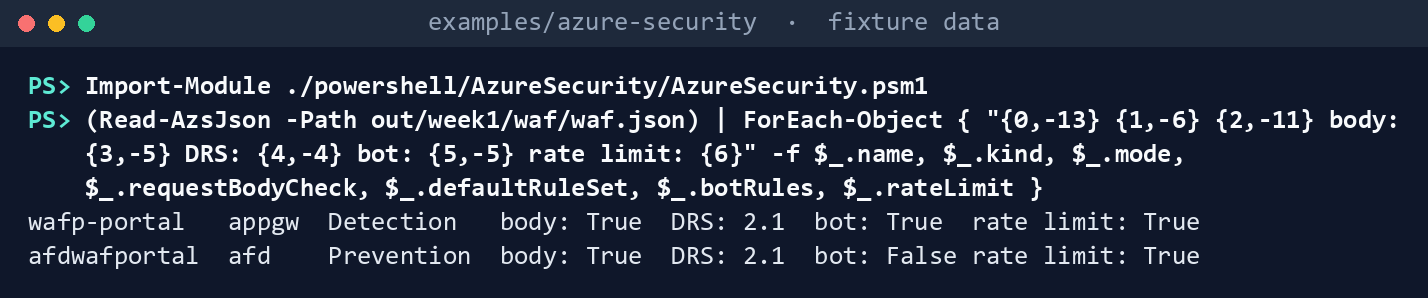 examples/azure-security · fixture data
PS> Import-Module ./powershell/AzureSecurity/AzureSecurity.psm1
PS> (Read-AzsJson -Path out/week1/waf/waf.json) | ForEach-Object { "{0,-13} {1,-6} {2,-11} body:
{3,-5} DRS: {4,-4} bot: {5,-5} rate limit: {6}" -f $_.name, $_.kind, $_.mode,
$_.requestBodyCheck, $_.defaultRuleSet, $_.botRules, $_.rateLimit }
wafp-portal   appgw  Detection   body: True  DRS: 2.1  bot: True  rate limit: True
afdwafportal  afd    Prevention  body: True  DRS: 2.1  bot: False rate limit: True